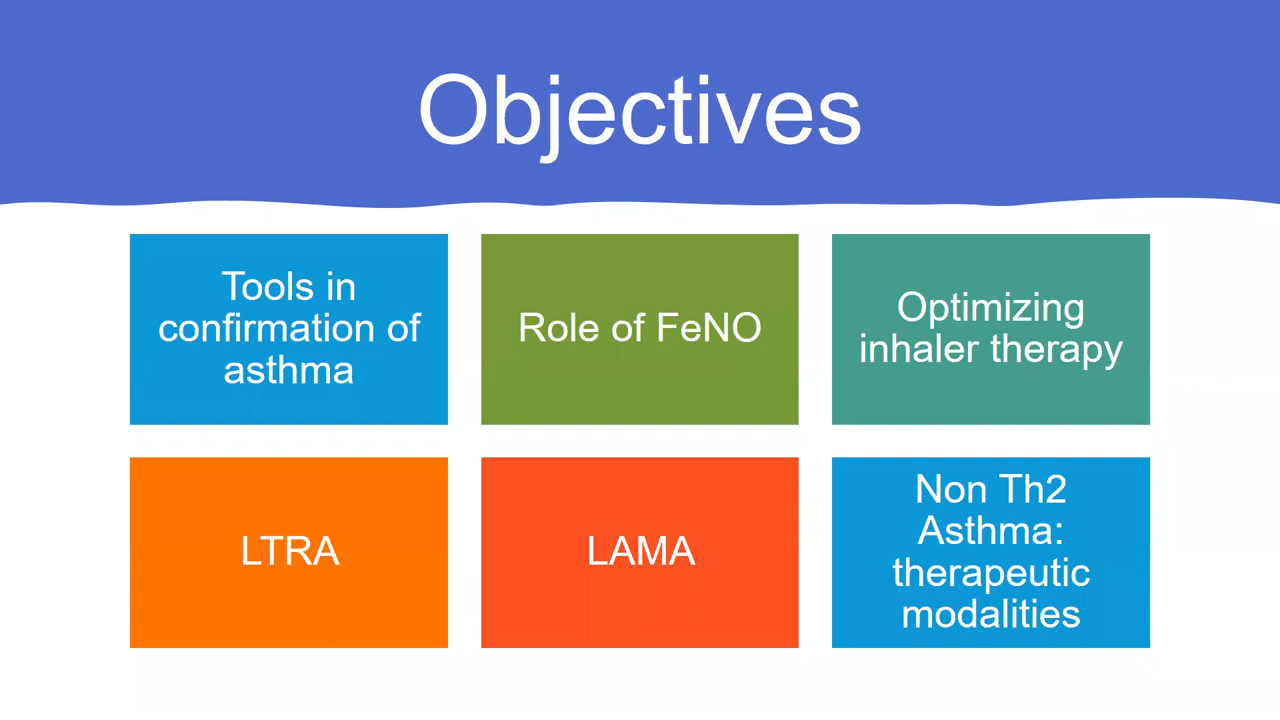 Objectives
Tools in
confirmation of
asthma
Role of FeNO
Optimizing
inhaler therapy
LTRA
LAMA
Non Th2
Asthma:
therapeutic
modalities